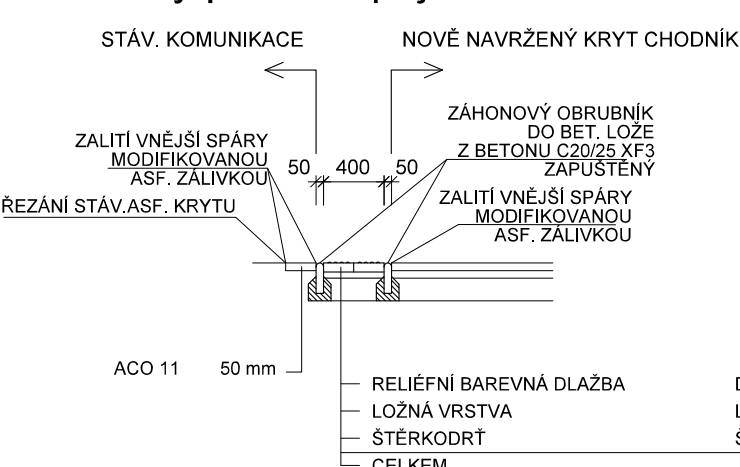 STÁV. KOMUNIKACE
NOVĚ NAVRŽENÝ KRYT CHODNÍK
ZALITÍ VNĚJŠÍ SPÁRY
MODIFIKOVANOU
ASF. ZÁLIVKOU
50 400 50
ZÁHONOVÝ OBRUBNÍK
DO BET. LOŽE
Z BETONU C20/25 XF3
ZAPUŠTĚNÝ
ŘEZÁNÍ STÁV.ASF. KRYTU
ZALITÍ VNĚJŠÍ SPÁRY
MODIFIKOVANOU
ASF. ZÁLIVKOU
ACO 11 50 mm
RELIÉFNÍ BAREVNÁ DLAŽBA D
LOŽNÁ VRSTVA L
ŠTĚRKODRŤ Š
CELKEM